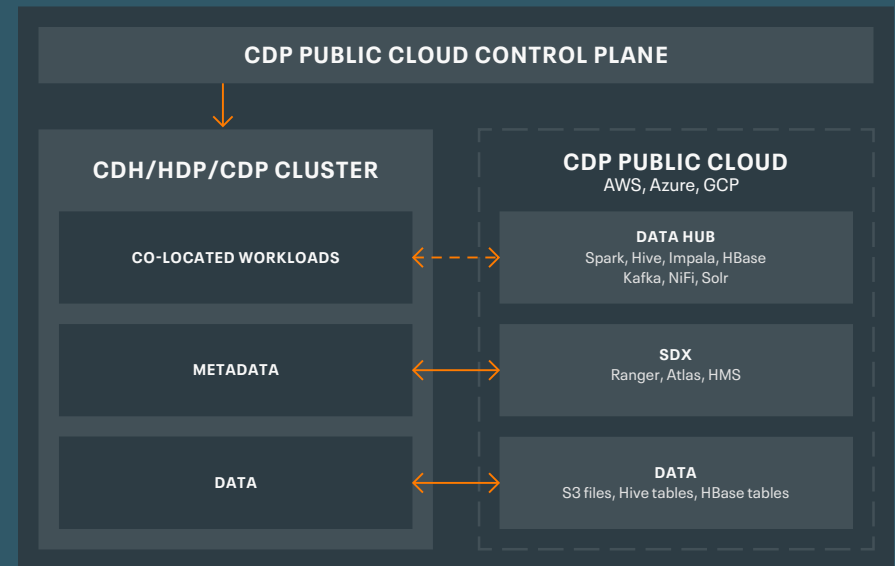 CDP PUBLIC CLOUD CONTROL PLANE
CDH/HDP/CDP CLUSTER
CO-LOCATED WORKLOADS
METADATA
DATA
CDP PUBLIC CLOUD
AWS, Azure, GCP
DATA HUB
Spark, Hive, Impala, HBase
Kafka, NiFi, Solr
SDX
Ranger, Atlas, HMS
DATA
S3 files, Hive tables, HBase tables